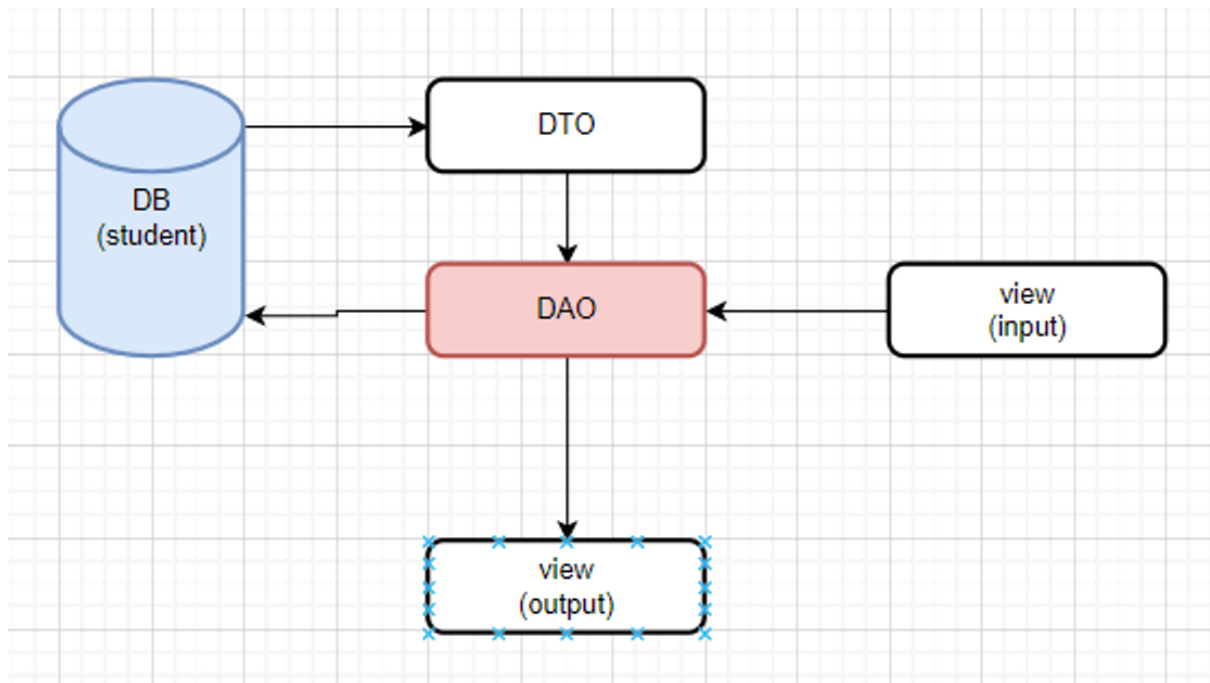 DTO
DB
(student)
DAO
view
(input)
view
(output)